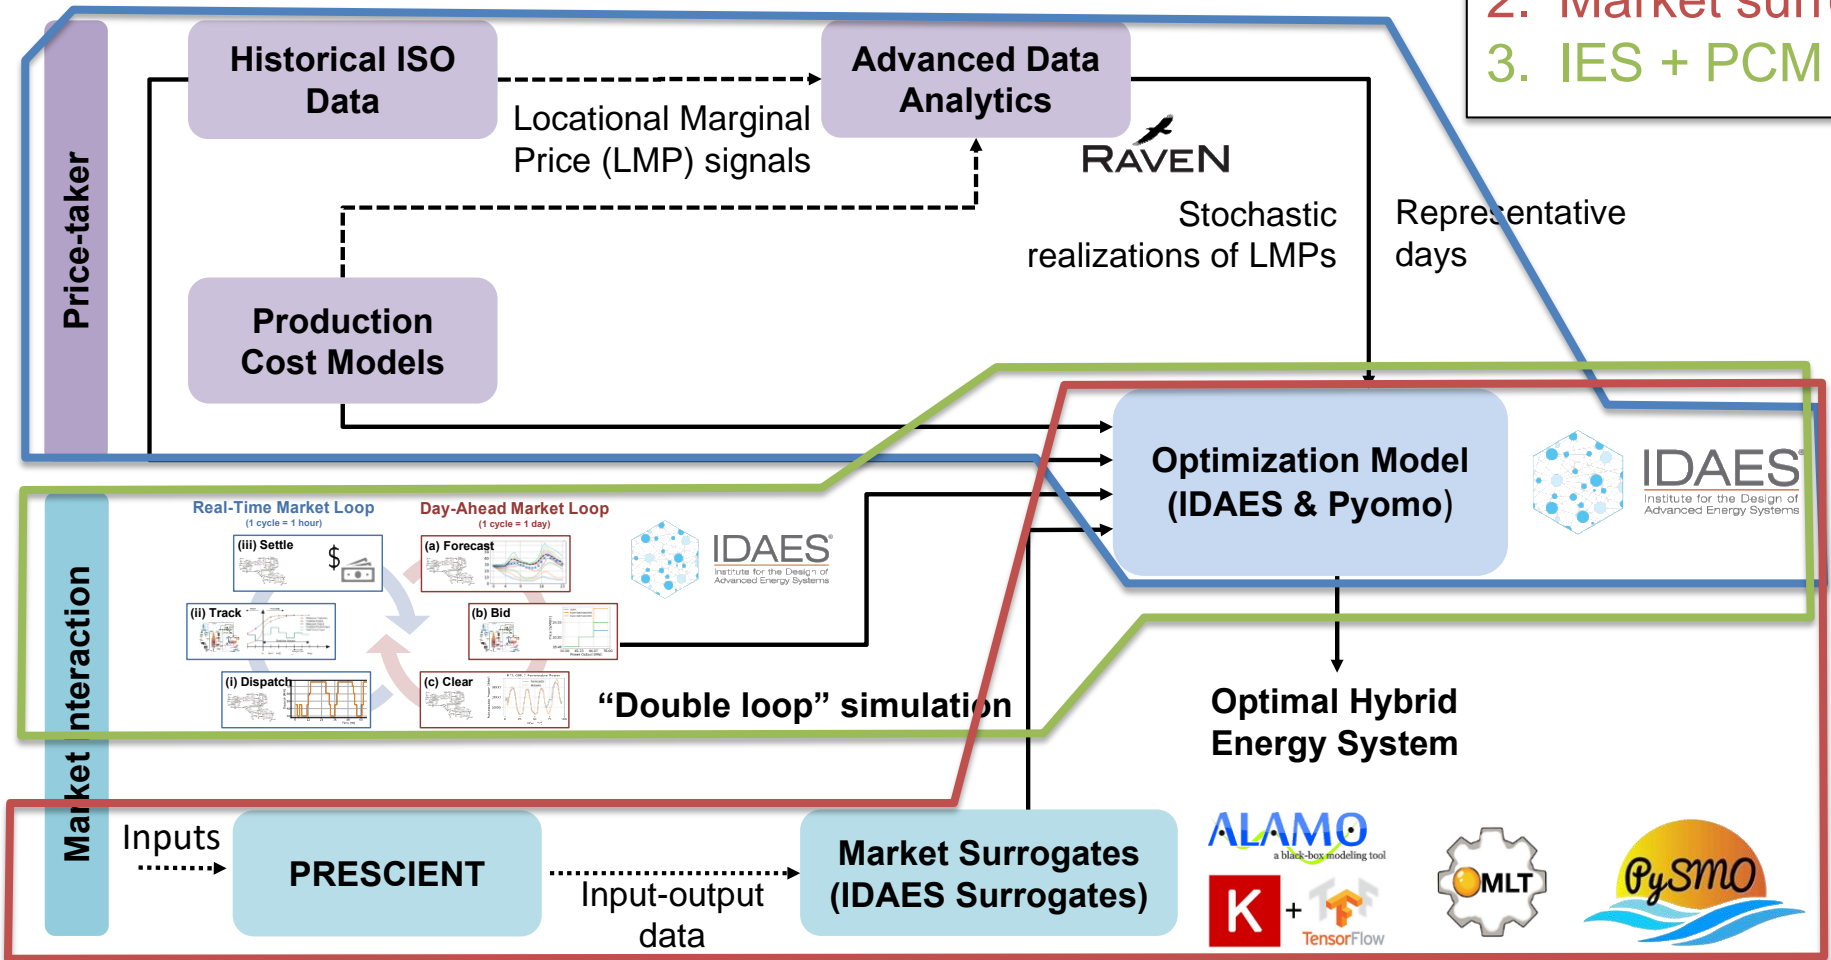 2. Market surr
3. IES + PCM
Price-taker
Historical ISO
Data
Locational Marginal
Price (LMP) signals
Advanced Data
Analytics
RAVEN
Stochastic
realizations of LMPs
Representative
days
Production
Cost Models
Optimization Model
(IDAES & Pyomo)
IDAES
Institute for the Design of
Advanced Energy Systems
Market Interaction
Real-Time Market Loop
(1 cycle = 1 hour)
Day-Ahead Market Loop
(1 cycle = 1 day)
(iii) Settle
$
(a) Forecast
IDAES
Institute for the Design of
Advanced Energy Systems
(ii) Track
(b) Bid
(i) Dispatch
(c) Clear
“Double loop” simulation
Optimal Hybrid
Energy System
Inputs
PRESCIENT
Input-output
data
Market Surrogates
(IDAES Surrogates)
ALAMO
a black-box modeling tool
K
+
TensorFlow
OMLT
PySMO